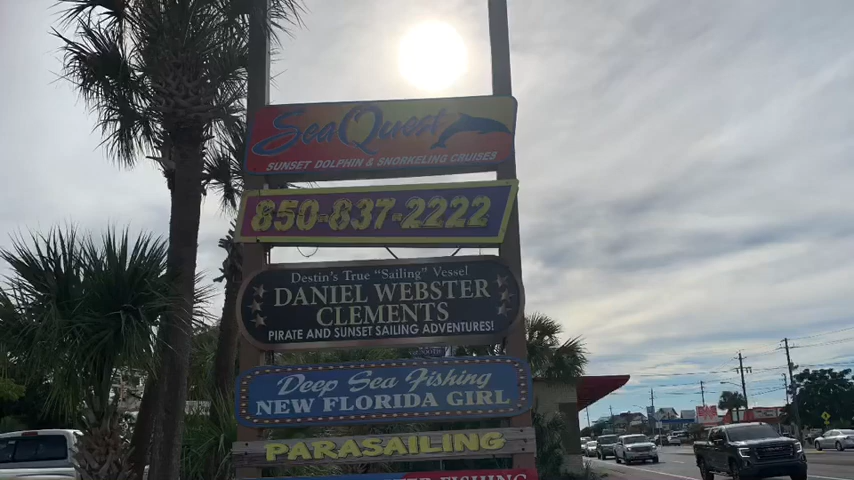 SeaQuest
SUNSET DOLPHIN & SNORKELING CRUISES
850-837-2222
Destin's True "Sailing" Vessel
DANIEL WEBSTER
CLEMENTS
PIRATE AND SUNSET SAILING ADVENTURES!
Deep Sea Fishing
NEW FLORIDA GIRL
PARASAILING
FISHING